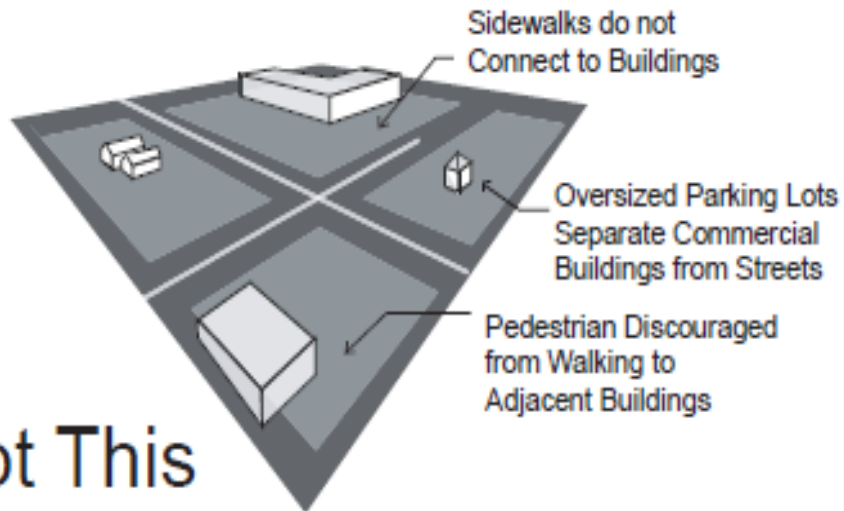 Sidewalks do not
Connect to Buildings
Oversized Parking Lots
Separate Commercial
Buildings from Streets
Pedestrian Discouraged
from Walking to
Adjacent Buildings
ot This